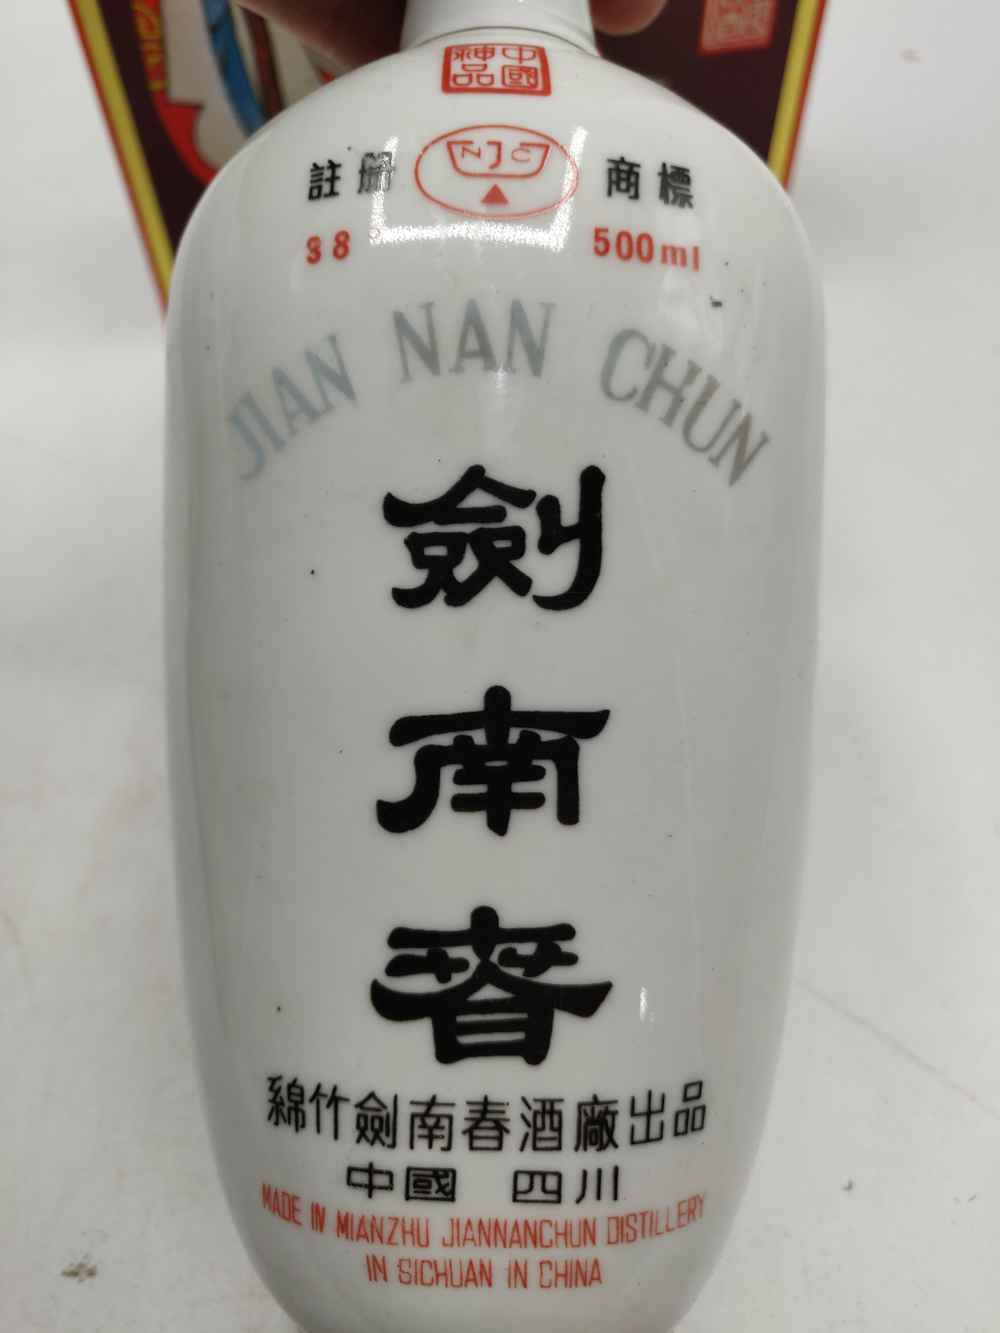 中國
神品
註册 NJC 商標
38° 500ml
JIAN NAN CHUN
劍
南
春
綿竹劍南春酒廠出品
中國 四川
MADE IN MIANZHU JIANNANCHUN DISTILLERY
IN SICHUAN IN CHINA